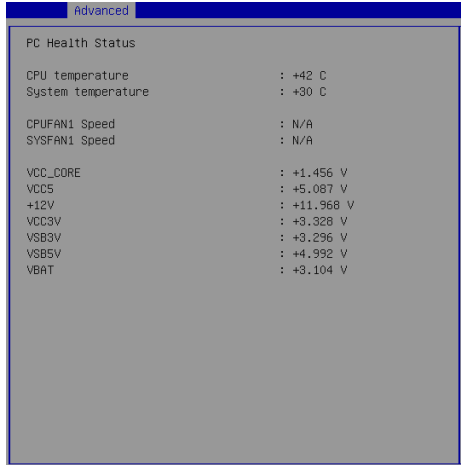 Advanced
PC Health Status
CPU temperature : +42 C
System temperature : +30 C
CPUFAN1 Speed : N/A
SYSFAN1 Speed : N/A
VCC_CORE : +1.456 V
VCC5 : +5.087 V
+12V : +11.968 V
VCC3V : +3.328 V
VSB3V : +3.296 V
VSB5V : +4.992 V
VBAT : +3.104 V